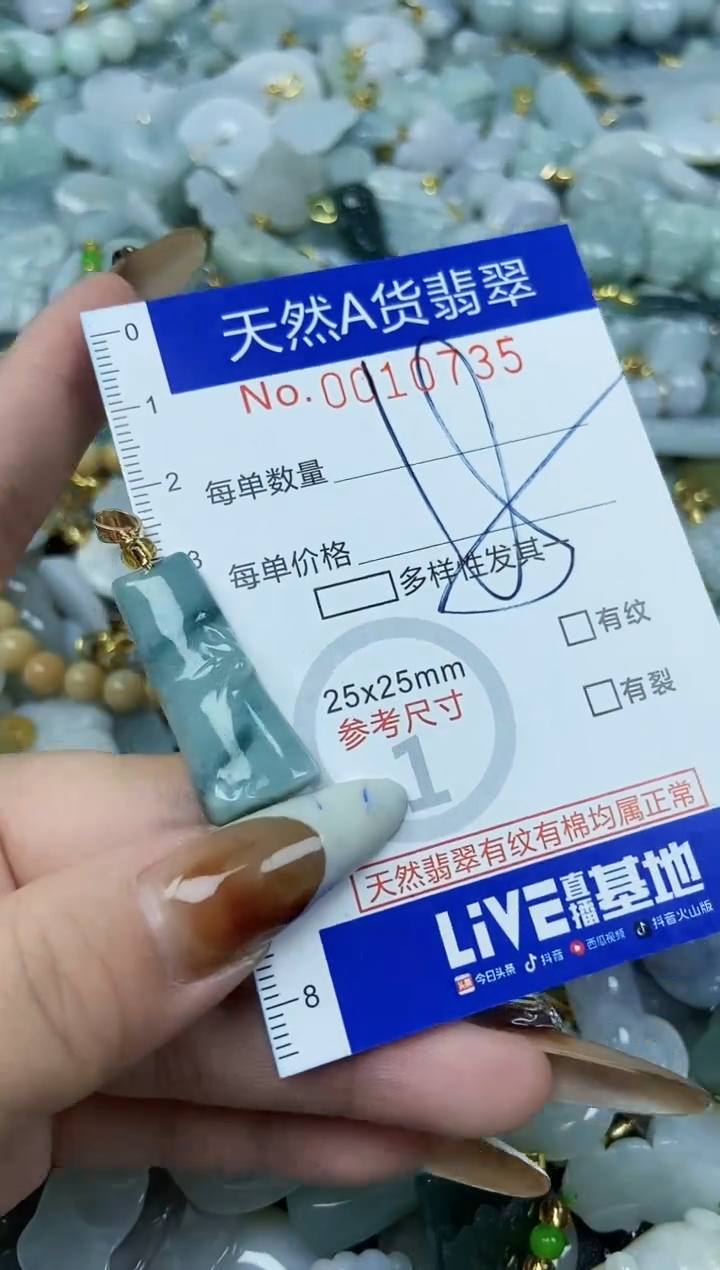 天然A货翡翠
No. 0010735
0
1
2
每单数量
3
每单价格
多样性发其一
有纹
25x25mm
参考尺寸
有裂
1
天然翡翠有纹有棉均属正常
LiVE直播基地
头条 今日头条 抖音 西瓜视频 抖音火山版
8